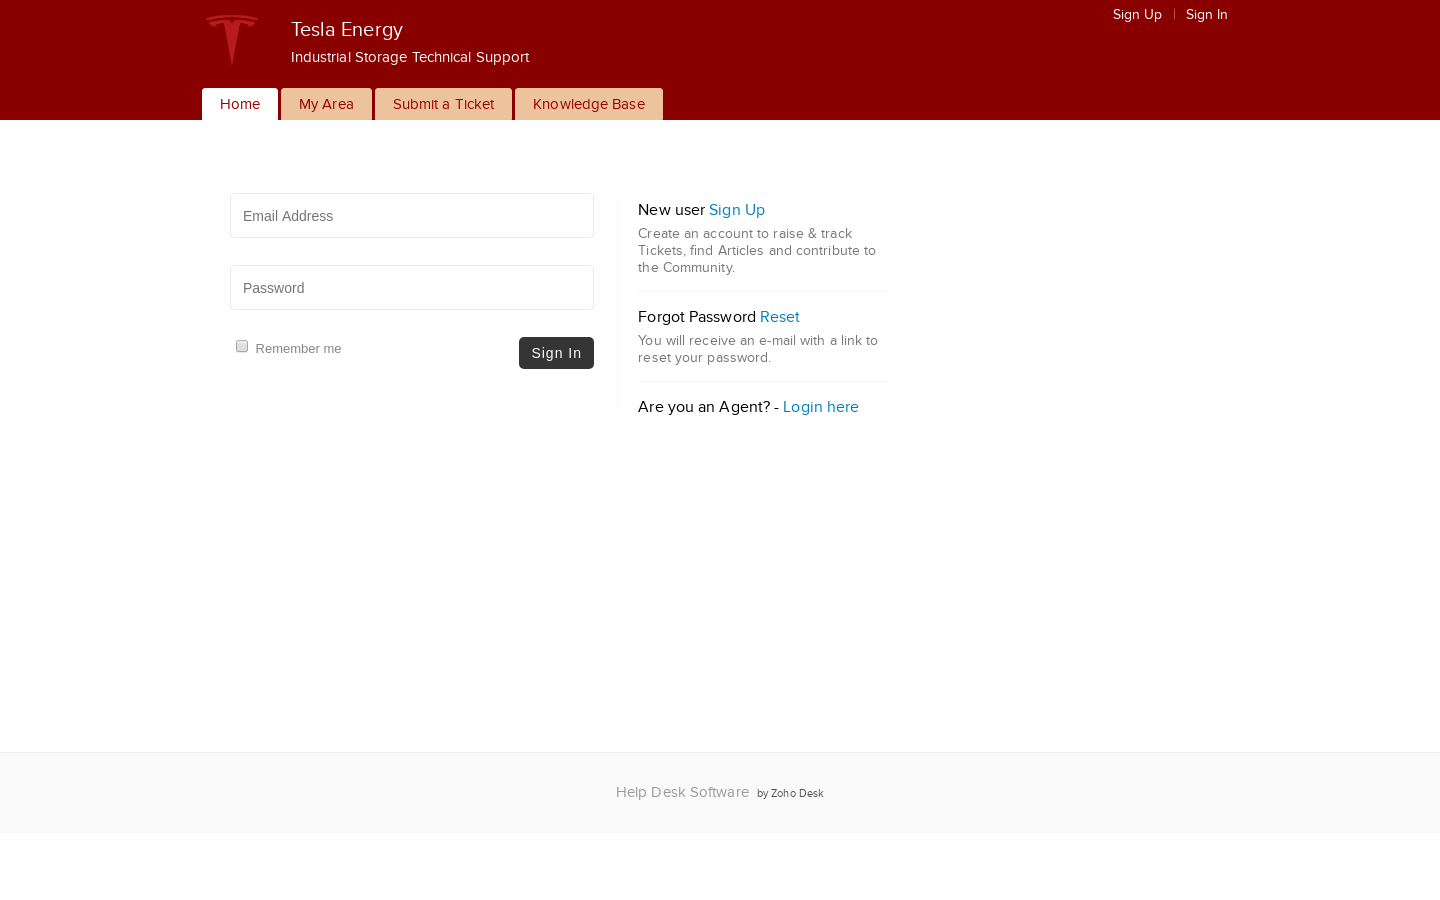 Sign Up
Sign In
Tesla Energy
Industrial Storage Technical Support
Home
My Area
Submit a Ticket
Knowledge Base
Email Address
Password
Remember me
Sign In
New user Sign Up
Create an account to raise & track
Tickets, find Articles and contribute to
the Community.
Forgot Password Reset
You will receive an e-mail with a link to
reset your password.
Are you an Agent? - Login here
Help Desk Software by Zoho Desk